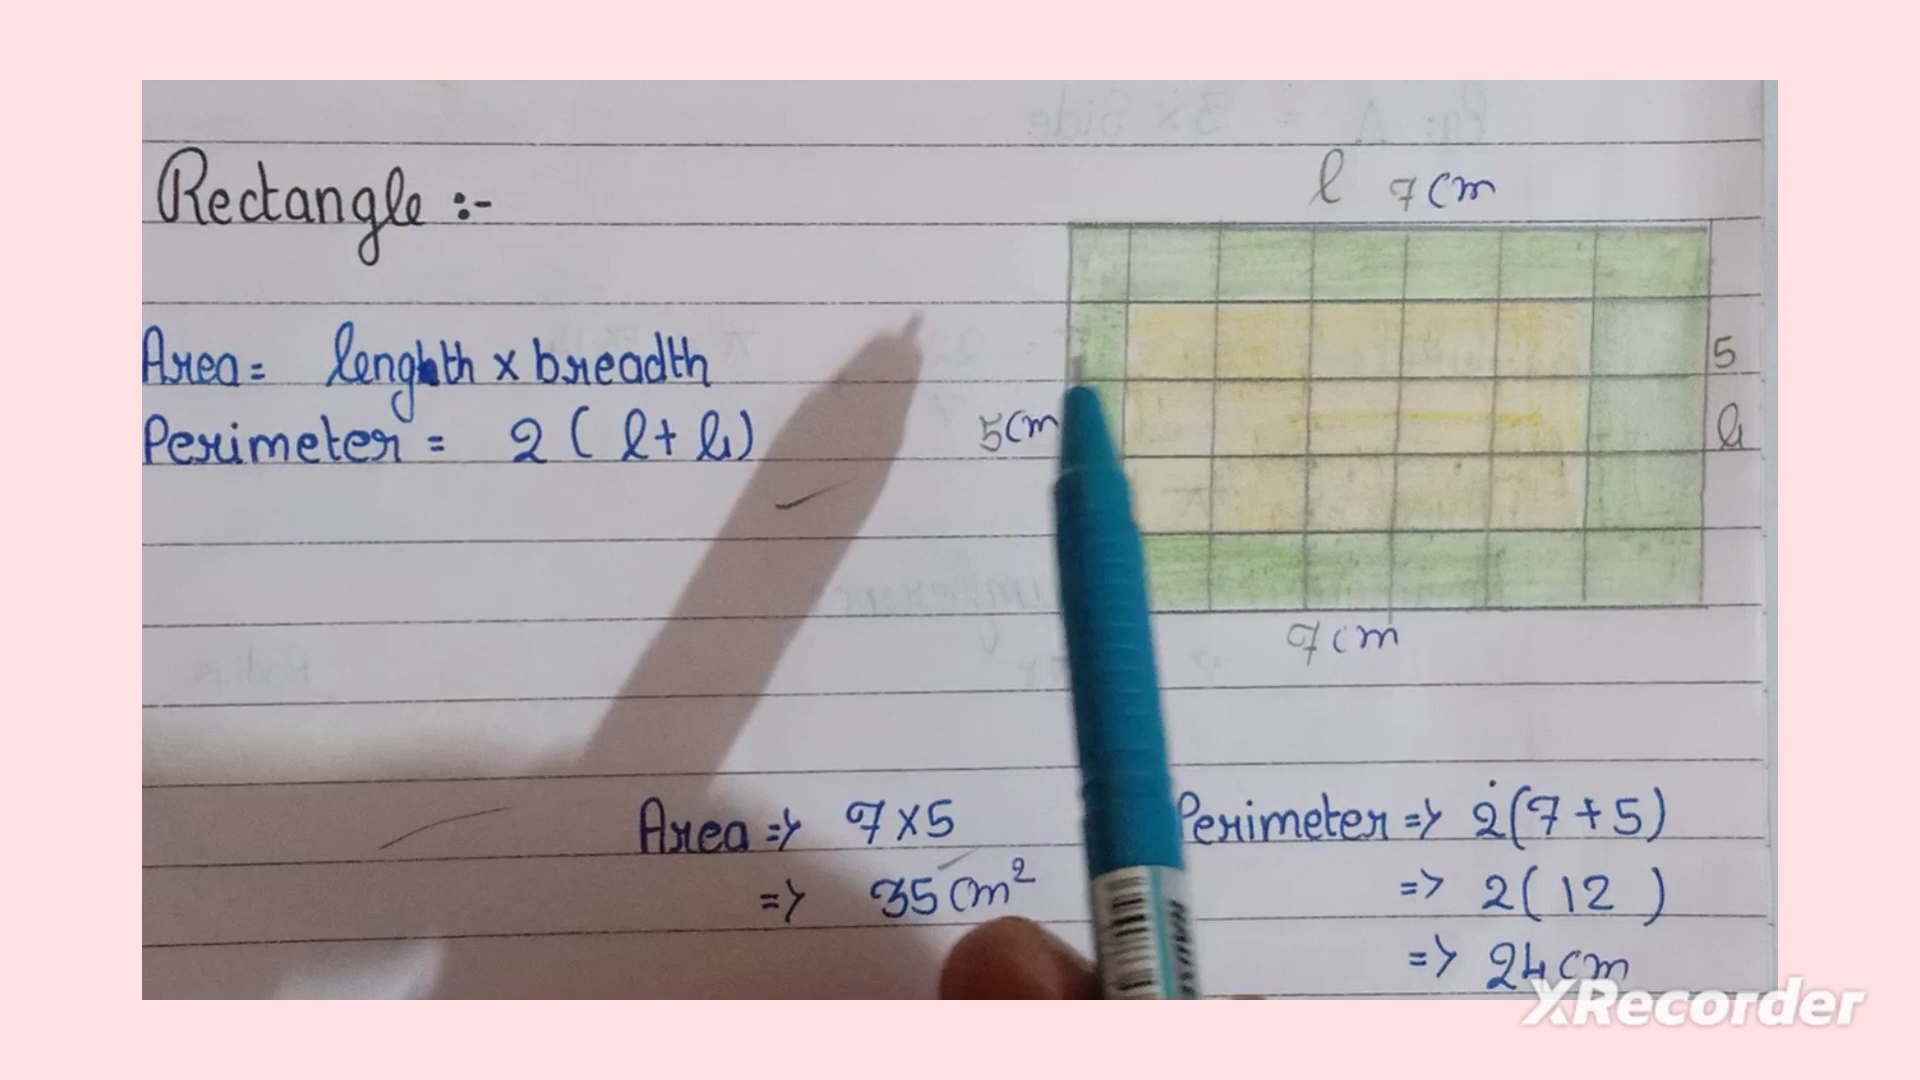 Rectangle :-
l 7 cm
Area = length x breadth
Perimeter = 2 ( l + b )
5 cm
5
b
7 cm
Area => 7 x 5
=> 35 cm²
Perimeter => 2 (7 + 5)
=> 2 ( 12 )
=> 24 cm
XRecorder